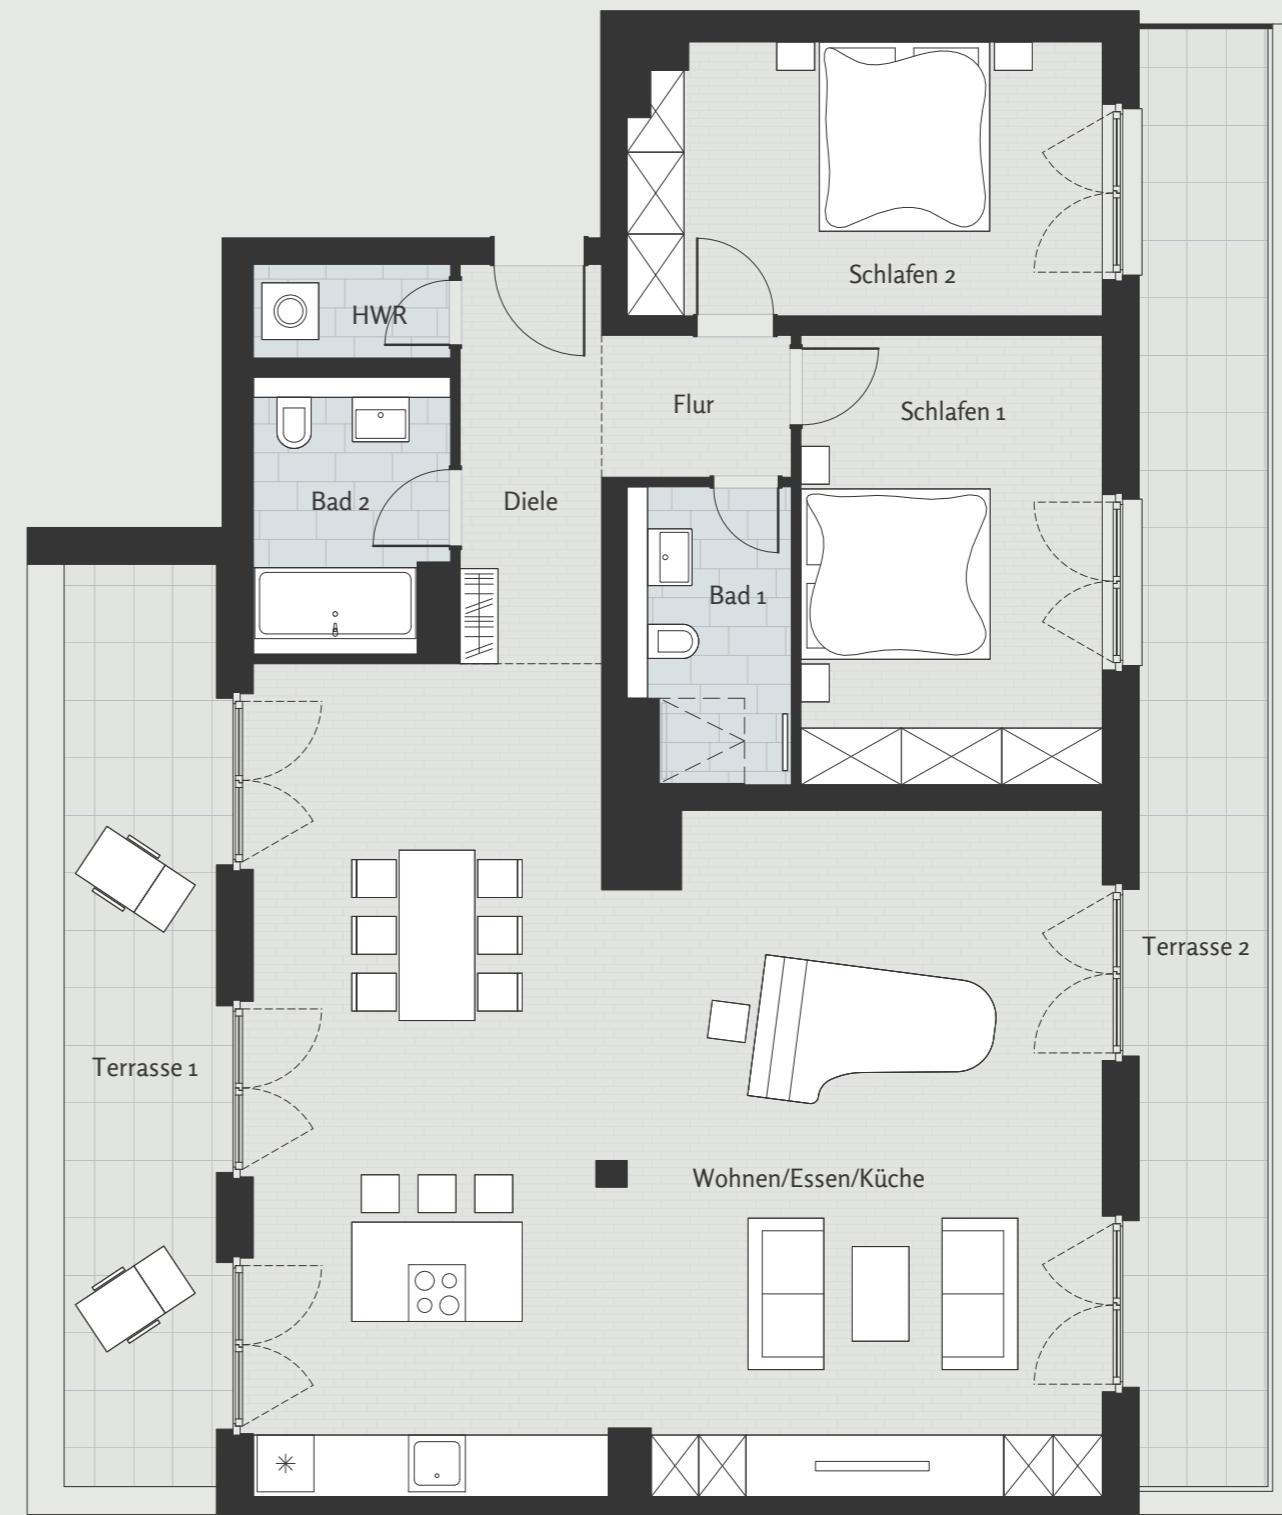 Schlafen 2
HWR
Flur
Schlafen 1
Bad 2
Diele
Bad 1
Terrasse 2
Terrasse 1
Wohnen/Essen/Küche